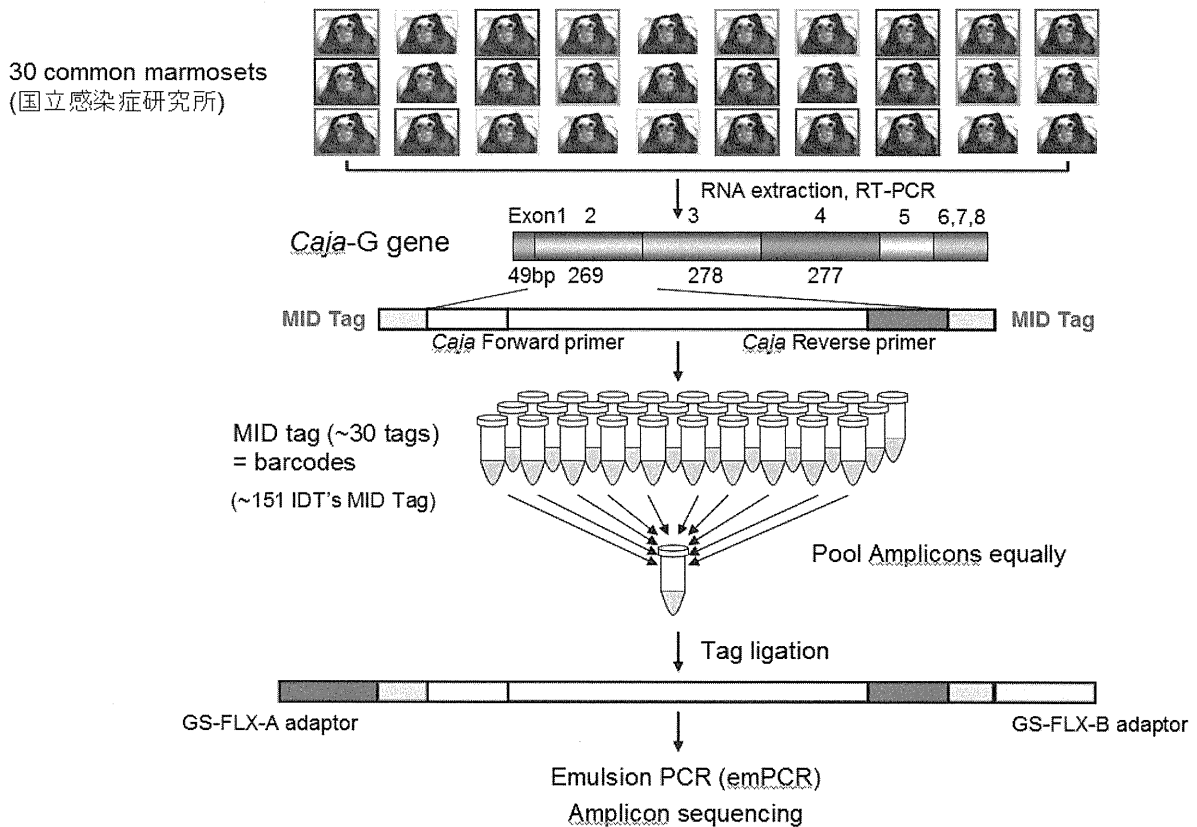 30 common marmosets
(国立感染症研究所)
RNA extraction, RT-PCR
Exon1 2 3 4 5 6,7,8
Caja-G gene
49bp 269 278 277
MID Tag MID Tag
Caja Forward primer Caja Reverse primer
MID tag (~30 tags)
= barcodes
(~151 IDT's MID Tag)
Pool Amplicons equally
Tag ligation
GS-FLX-A adaptor GS-FLX-B adaptor
Emulsion PCR (emPCR)
Amplicon sequencing